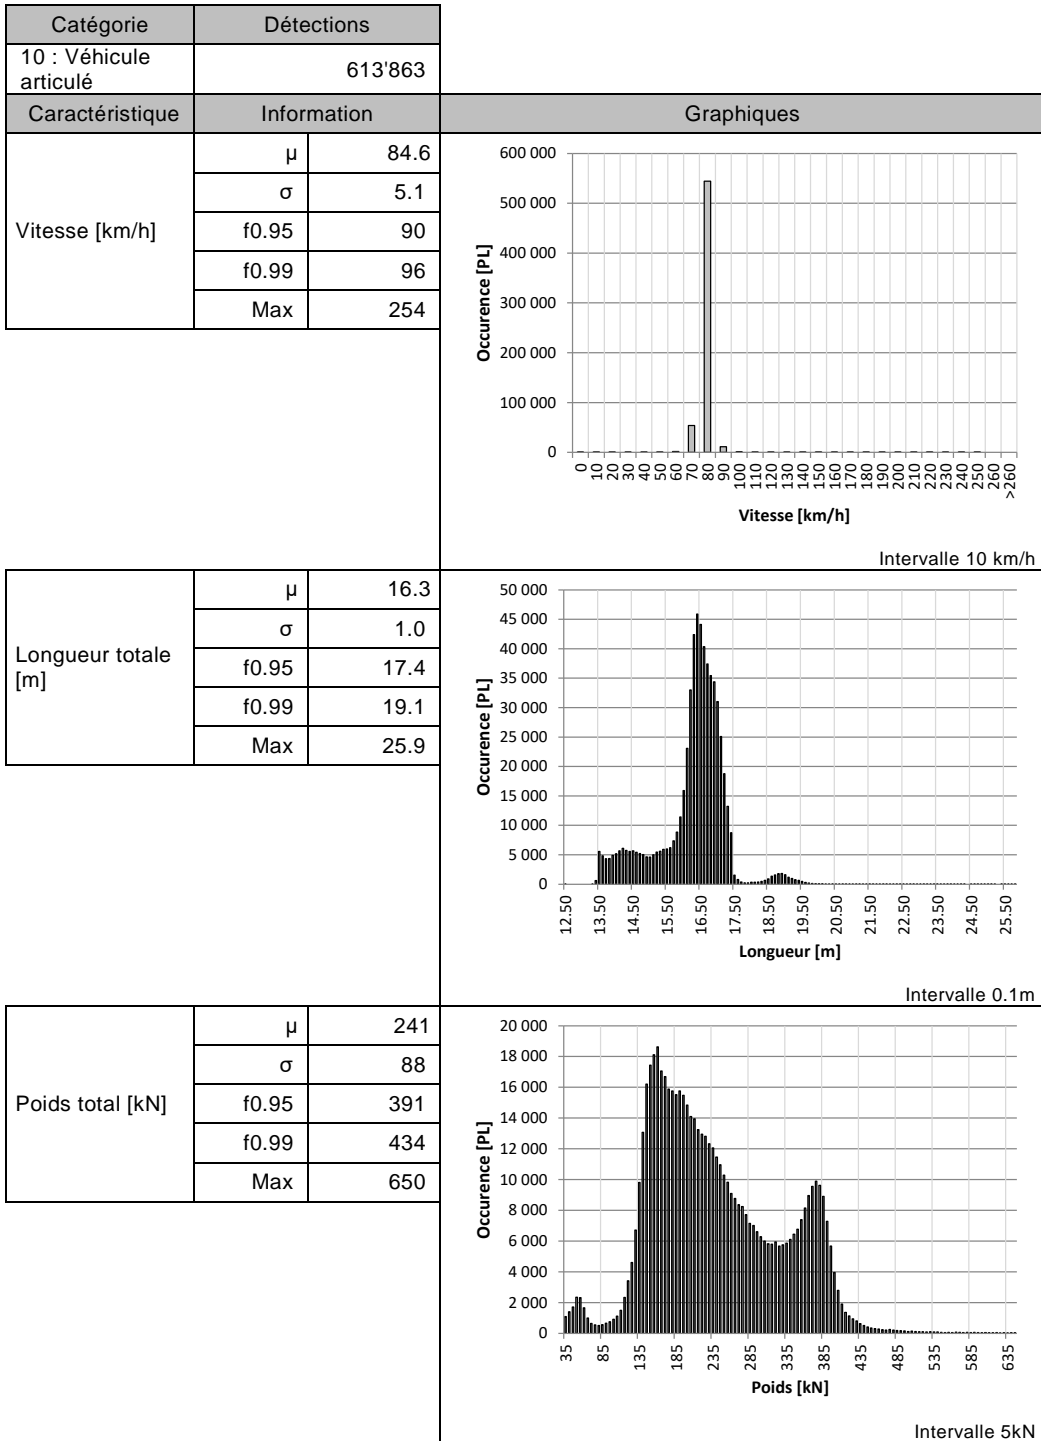 Catégorie Détections
10 : Véhicule
articulé
613'863
Caractéristique Information Graphiques
Vitesse [km/h]
μ 84.6
σ 5.1
f0.95 90
f0.99 96
Max 254
600 000
500 000
400 000
300 000
200 000
100 000
0
Occurence [PL]
0 10 20 30 40 50 60 70 80 90 100 110 120 130 140 150 160 170 180 190 200 210 220 230 240 250 260 >260
Vitesse [km/h]
Intervalle 10 km/h
Longueur totale
[m]
μ 16.3
σ 1.0
f0.95 17.4
f0.99 19.1
Max 25.9
50 000
45 000
40 000
35 000
30 000
25 000
20 000
15 000
10 000
5 000
0
Occurence [PL]
12.50 13.50 14.50 15.50 16.50 17.50 18.50 19.50 20.50 21.50 22.50 23.50 24.50 25.50
Longueur [m]
Intervalle 0.1m
Poids total [kN]
μ 241
σ 88
f0.95 391
f0.99 434
Max 650
20 000
18 000
16 000
14 000
12 000
10 000
8 000
6 000
4 000
2 000
0
Occurence [PL]
35 85 135 185 235 285 335 385 435 485 535 585 635
Poids [kN]
Intervalle 5kN